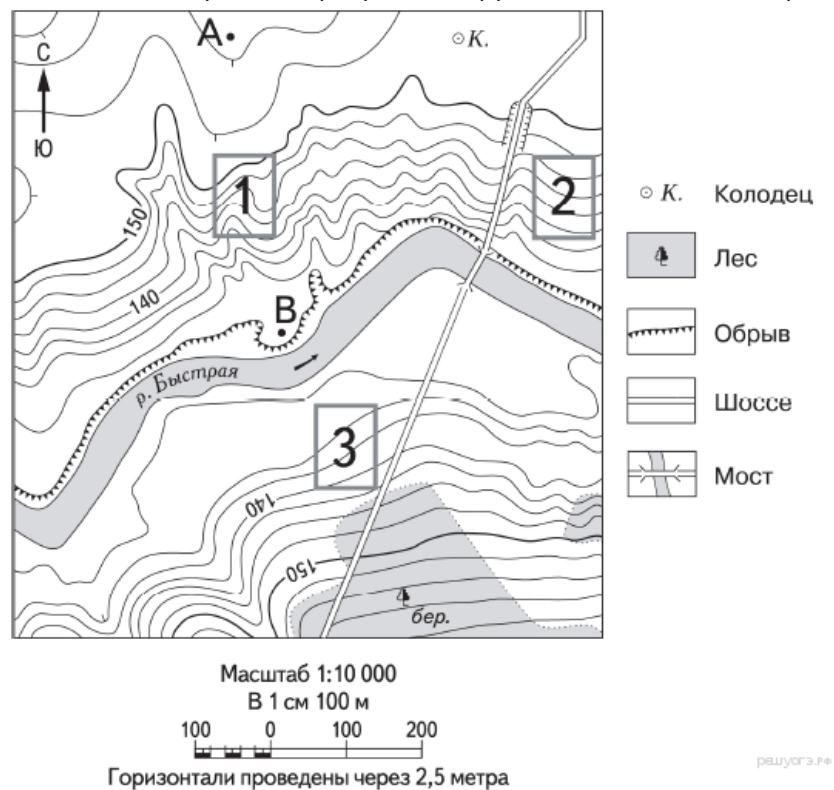 А
К.
С
Ю
1
2
150
140
В
р. Быстрая
3
140
150
бер.
К. Колодец
Лес
Обрыв
Шоссе
Мост
Масштаб 1:10 000
В 1 см 100 м
100 0 100 200
Горизонтали проведены через 2,5 метра
решуогэ.рф